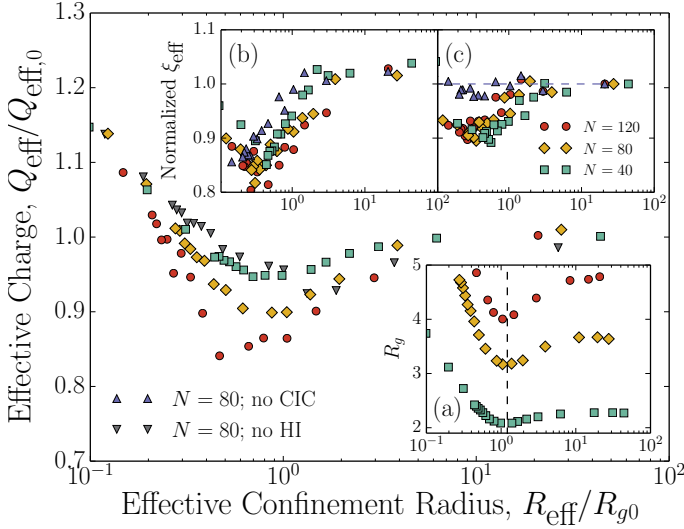 Effective Charge, Q_eff/Q_eff,0
1.3
1.2
1.1
1.0
0.9
0.8
0.7
10^-1
10^0
10^1
10^2
Effective Confinement Radius, R_eff/R_g0
N = 80; no CIC
N = 80; no HI
(b)
Normalized ξ_eff
1.0
0.9
0.8
10^0
10^1
10^2
(c)
N = 120
N = 80
N = 40
10^0
10^1
10^2
(a)
R_g
5
4
3
2
10^-1
10^0
10^1
10^2